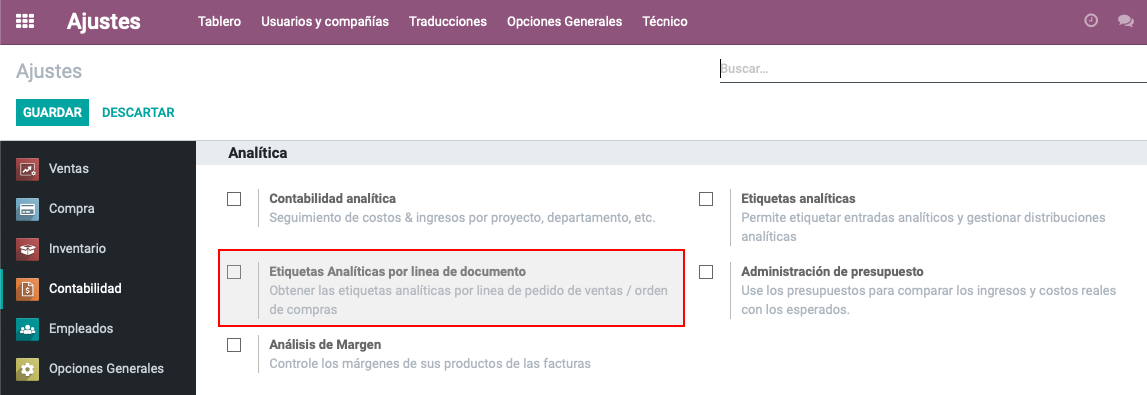 Ajustes Tablero Usuarios y compañías Traducciones Opciones Generales Técnico
Ajustes
Buscar...
GUARDAR DESCARTAR
Ventas
Compra
Inventario
Contabilidad
Empleados
Opciones Generales
Analítica
Contabilidad analítica
Seguimiento de costos & ingresos por proyecto, departamento, etc.
Etiquetas analíticas
Permite etiquetar entradas analíticos y gestionar distribuciones
analíticas
Etiquetas Analíticas por linea de documento
Obtener las etiquetas analíticas por linea de pedido de ventas / orden
de compras
Administración de presupuesto
Use los presupuestos para comparar los ingresos y costos reales
con los esperados.
Análisis de Margen
Controle los márgenes de sus productos de las facturas